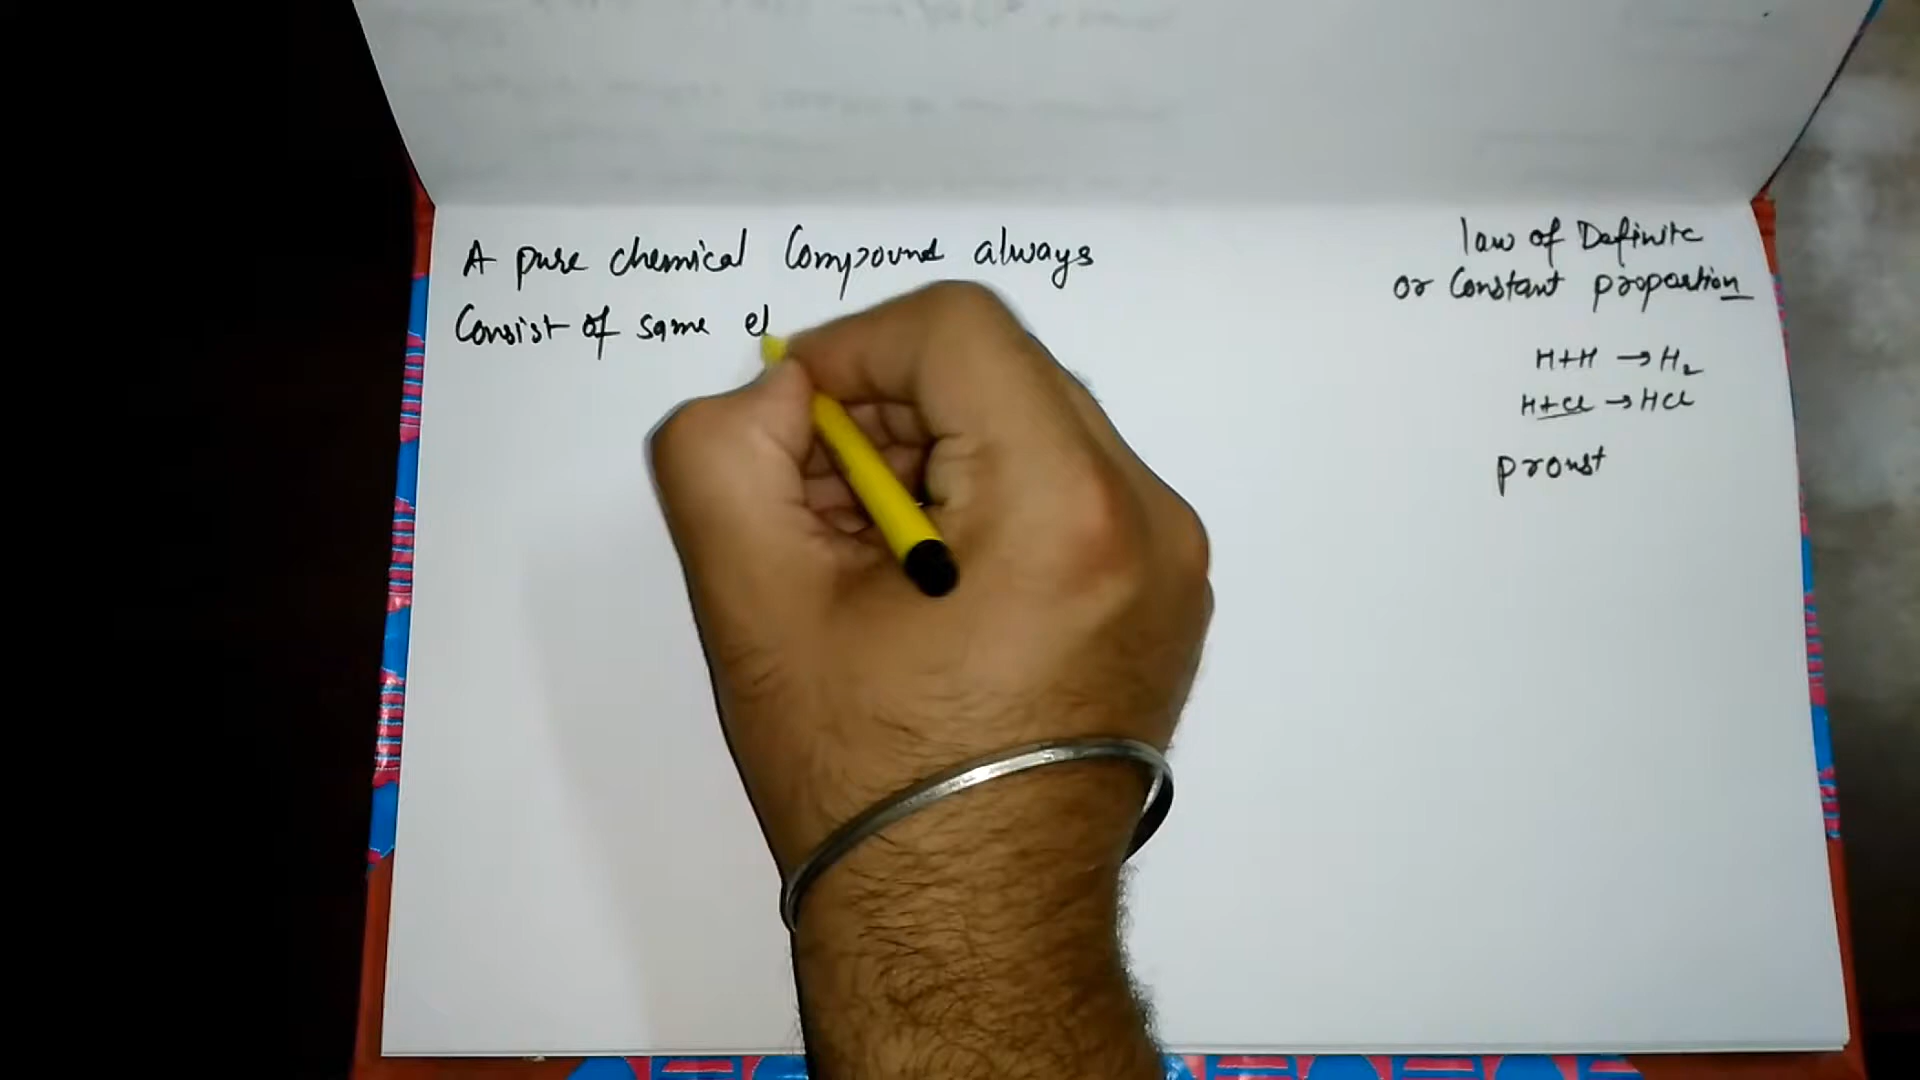 A pure chemical Compound always
Consist of same el
law of Definite
or Constant proportion
H+H → H₂
H+Cl → HCl
proust